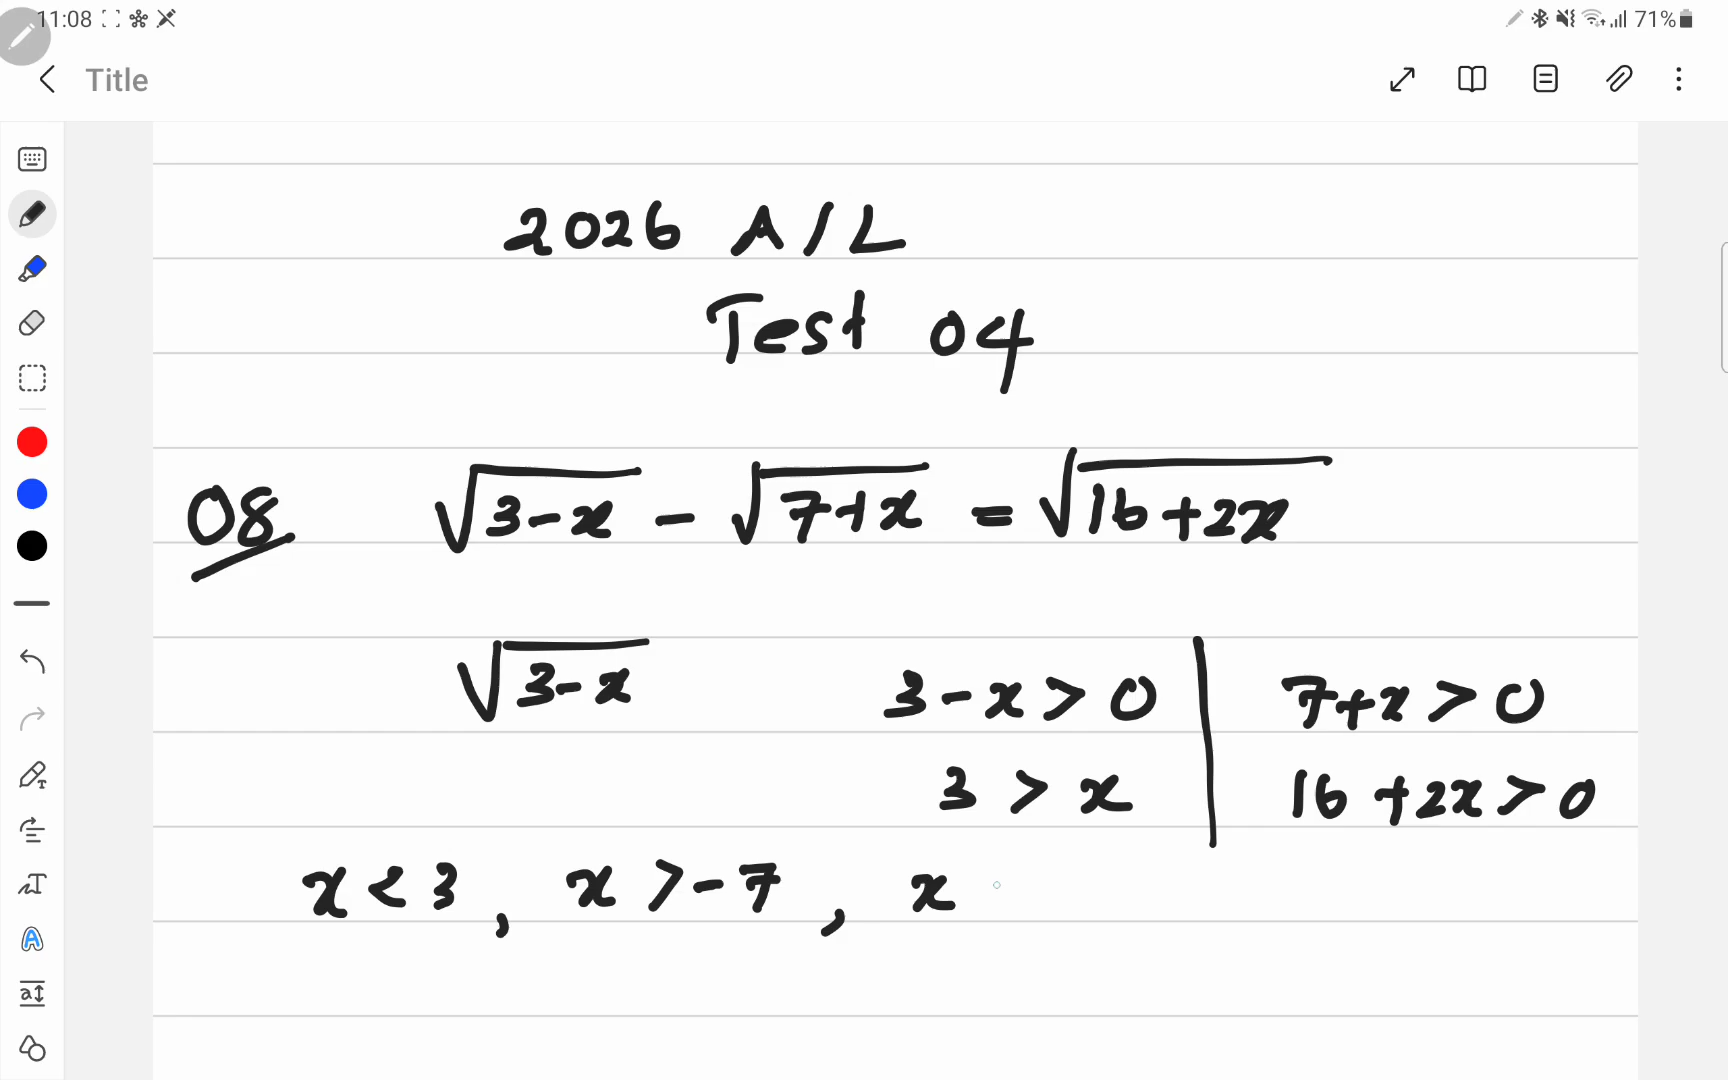 11:08 71%
Title
2026 A/L
Test 04
08. √(3-x) - √(7+x) = √(16+2x)
√(3-x) 3-x>0 | 7+x>0
3 > x | 16+2x>0
x<3, x>-7, x